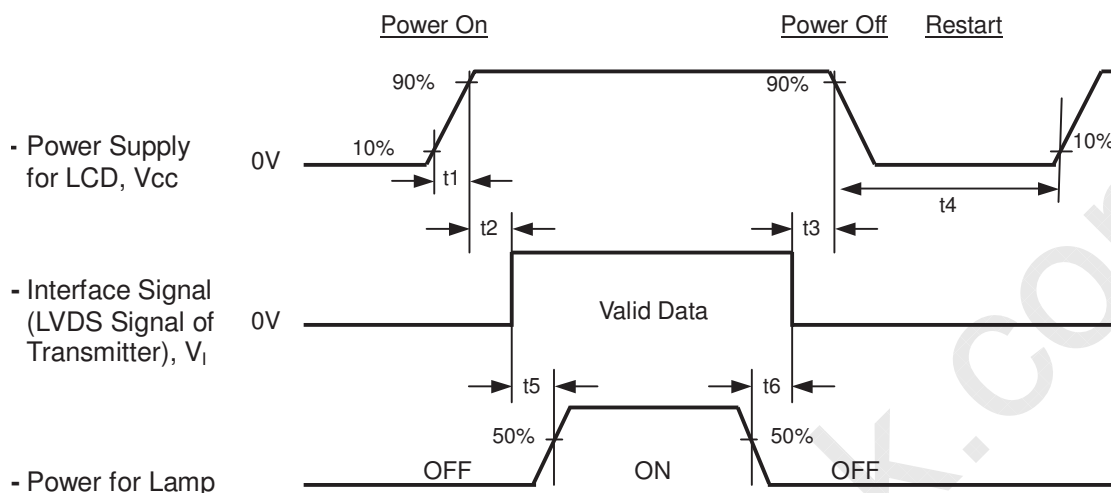 Power On Power Off Restart
90% 90%
- Power Supply
for LCD, Vcc
0V 10% 10%
t1 t4
t2 t3
- Interface Signal
(LVDS Signal of
Transmitter), VI
0V Valid Data
t5 t6
50% 50%
- Power for Lamp
OFF ON OFF
k.co